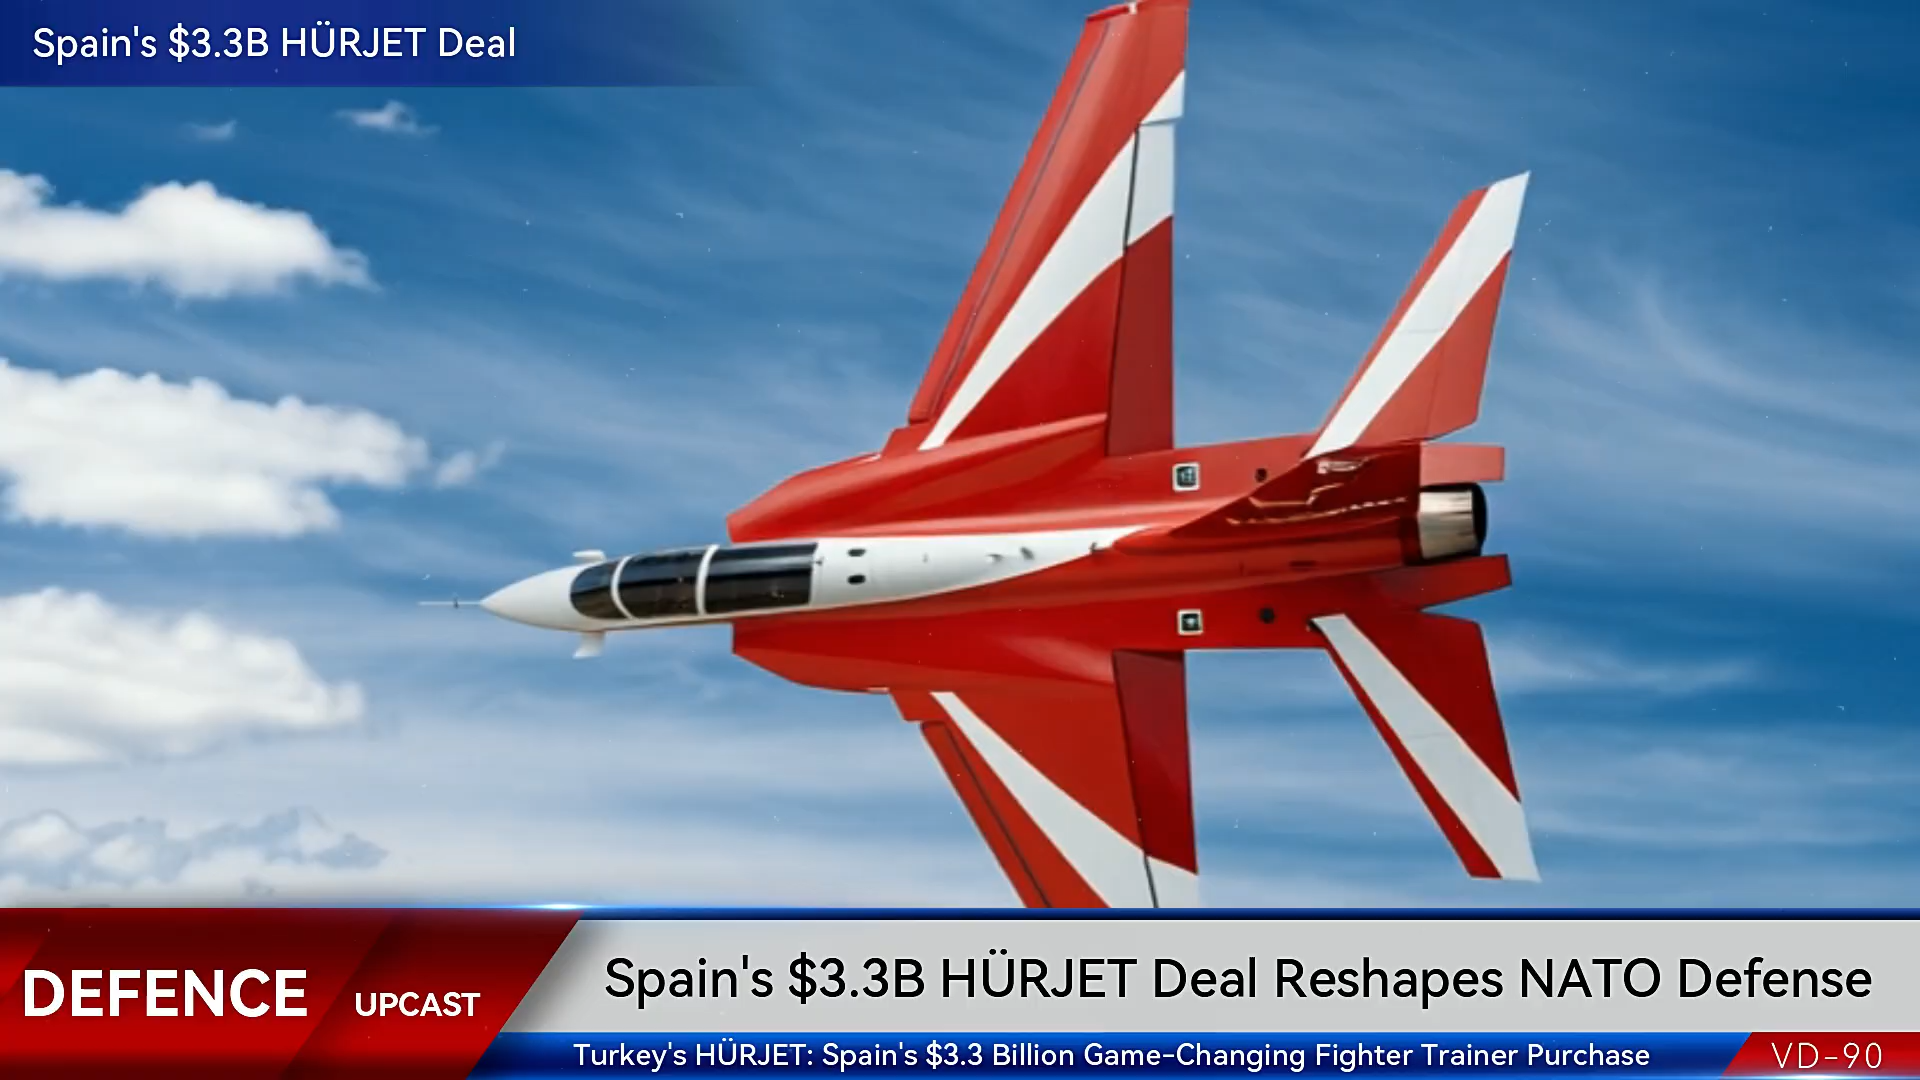 Spain's $3.3B HÜRJET Deal
DEFENCE UPCAST
Spain's $3.3B HÜRJET Deal Reshapes NATO Defense
Turkey's HÜRJET: Spain's $3.3 Billion Game-Changing Fighter Trainer Purchase
VD-90